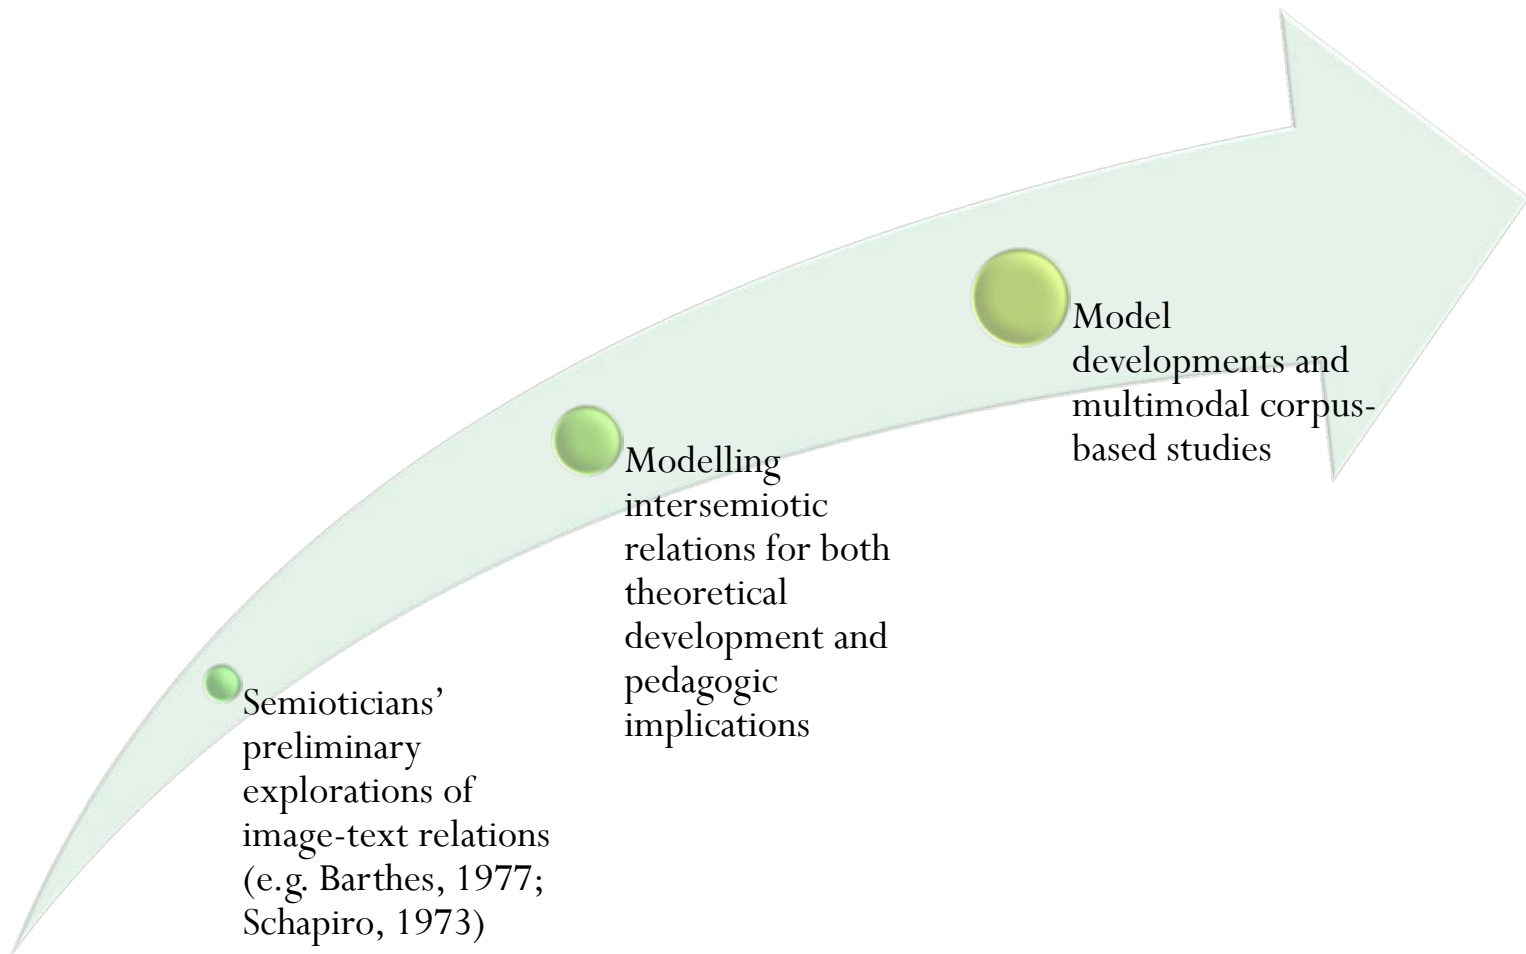 Semioticians’
preliminary
explorations of
image-text relations
(e.g. Barthes, 1977;
Schapiro, 1973)
Modelling
intersemiotic
relations for both
theoretical
development and
pedagogic
implications
Model
developments and
multimodal corpus-
based studies